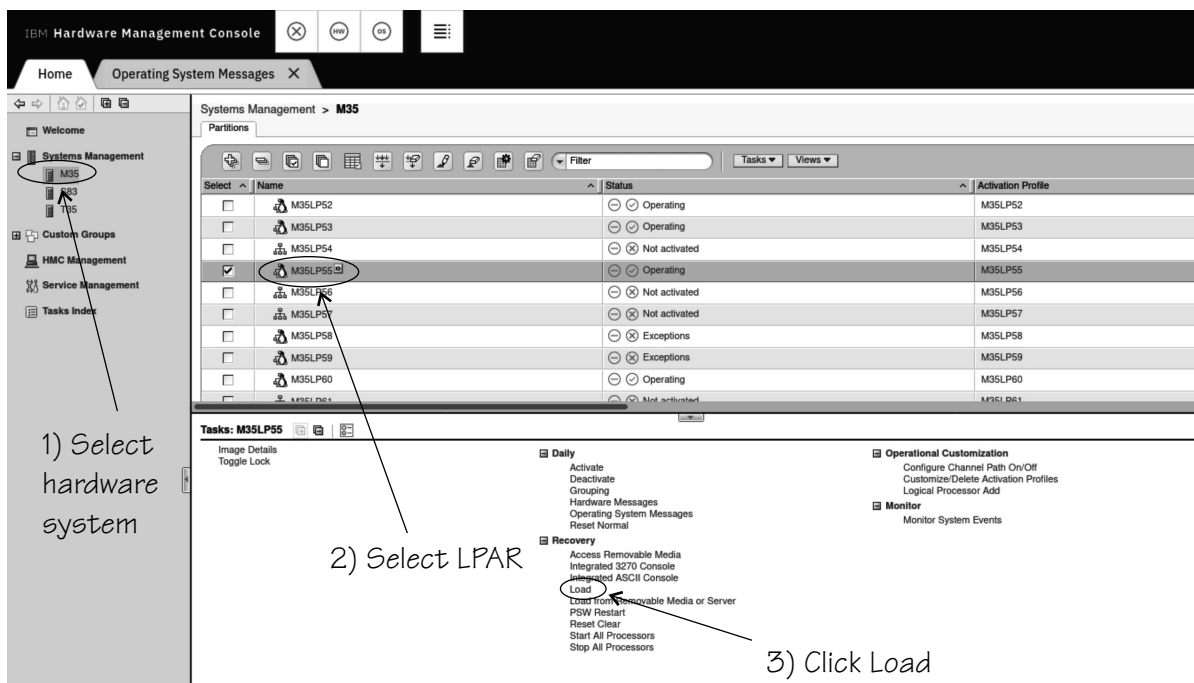 IBM Hardware Management Console
HW
OS
Home
Operating System Messages X
Welcome
Systems Management
M35
S83
T35
Custom Groups
HMC Management
Service Management
Tasks Index
1) Select
hardware
system
Systems Management > M35
Partitions
Filter
Tasks
Views
Select Name Status Activation Profile
M35LP52 Operating M35LP52
M35LP53 Operating M35LP53
M35LP54 Not activated M35LP54
M35LP55 Operating M35LP55
M35LP56 Not activated M35LP56
M35LP57 Not activated M35LP57
M35LP58 Exceptions M35LP58
M35LP59 Exceptions M35LP59
M35LP60 Operating M35LP60
M35LP61 Not activated M35LP61
Tasks: M35LP55
Image Details
Toggle Lock
2) Select LPAR
Daily
Activate
Deactivate
Grouping
Hardware Messages
Operating System Messages
Reset Normal
Recovery
Access Removable Media
Integrated 3270 Console
Integrated ASCII Console
Load
Load from Removable Media or Server
PSW Restart
Reset Clear
Start All Processors
Stop All Processors
3) Click Load
Operational Customization
Configure Channel Path On/Off
Customize/Delete Activation Profiles
Logical Processor Add
Monitor
Monitor System Events